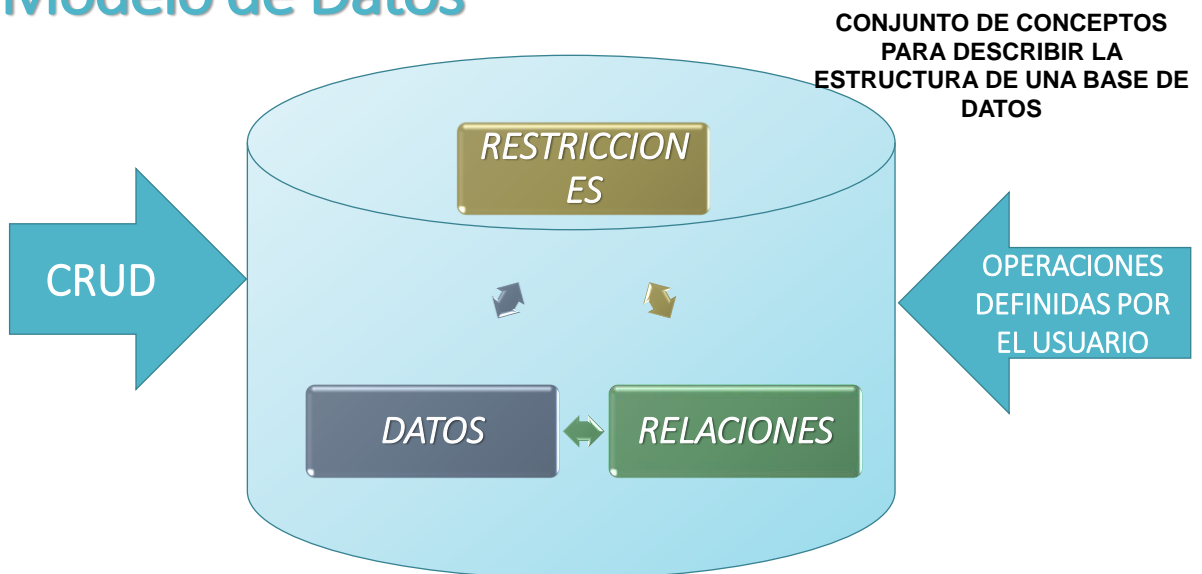 Modelo de Datos
CONJUNTO DE CONCEPTOS
PARA DESCRIBIR LA
ESTRUCTURA DE UNA BASE DE
DATOS
RESTRICCION
ES
CRUD
OPERACIONES
DEFINIDAS POR
EL USUARIO
DATOS
RELACIONES